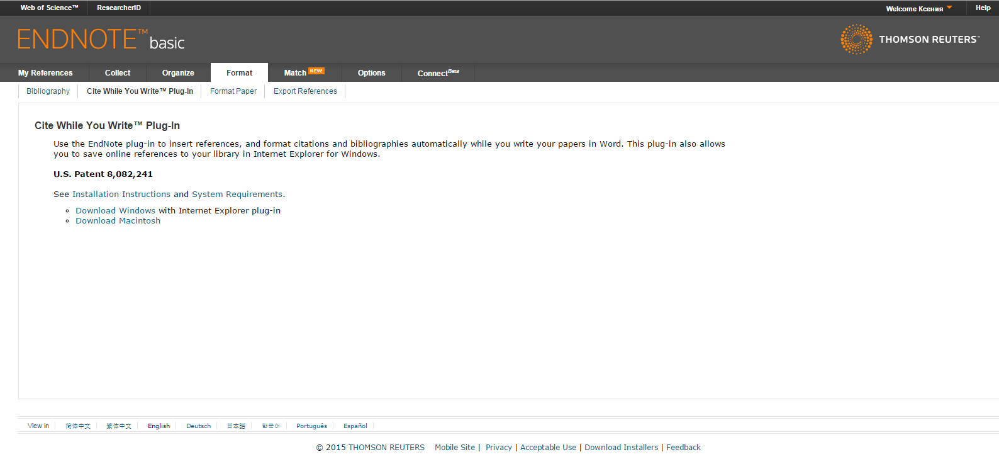 Web of Science™ ResearcherID Welcome Ксения Help
ENDNOTE™ basic
THOMSON REUTERS™
My References Collect Organize Format Match NEW! Options Connect Beta
Bibliography Cite While You Write™ Plug-In Format Paper Export References
Cite While You Write™ Plug-In
Use the EndNote plug-in to insert references, and format citations and bibliographies automatically while you write your papers in Word. This plug-in also allows
you to save online references to your library in Internet Explorer for Windows.
U.S. Patent 8,082,241
See Installation Instructions and System Requirements.
Download Windows with Internet Explorer plug-in
Download Macintosh
View in 简体中文 繁体中文 English Deutsch 日本語 한국어 Português Español
© 2015 THOMSON REUTERS Mobile Site | Privacy | Acceptable Use | Download Installers | Feedback